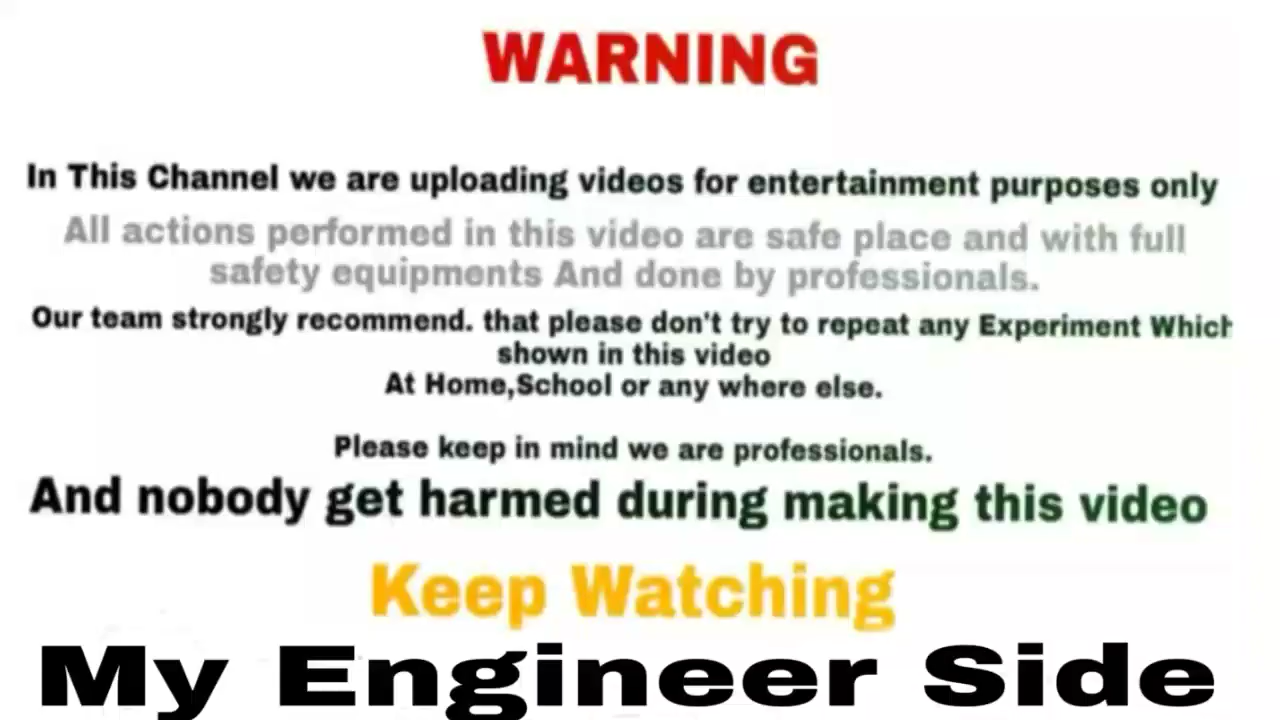 WARNING
In This Channel we are uploading videos for entertainment purposes only
All actions performed in this video are safe place and with full
safety equipments And done by professionals.
Our team strongly recommend. that please don't try to repeat any Experiment Which
shown in this video
At Home,School or any where else.
Please keep in mind we are professionals.
And nobody get harmed during making this video
Keep Watching
My Engineer Side